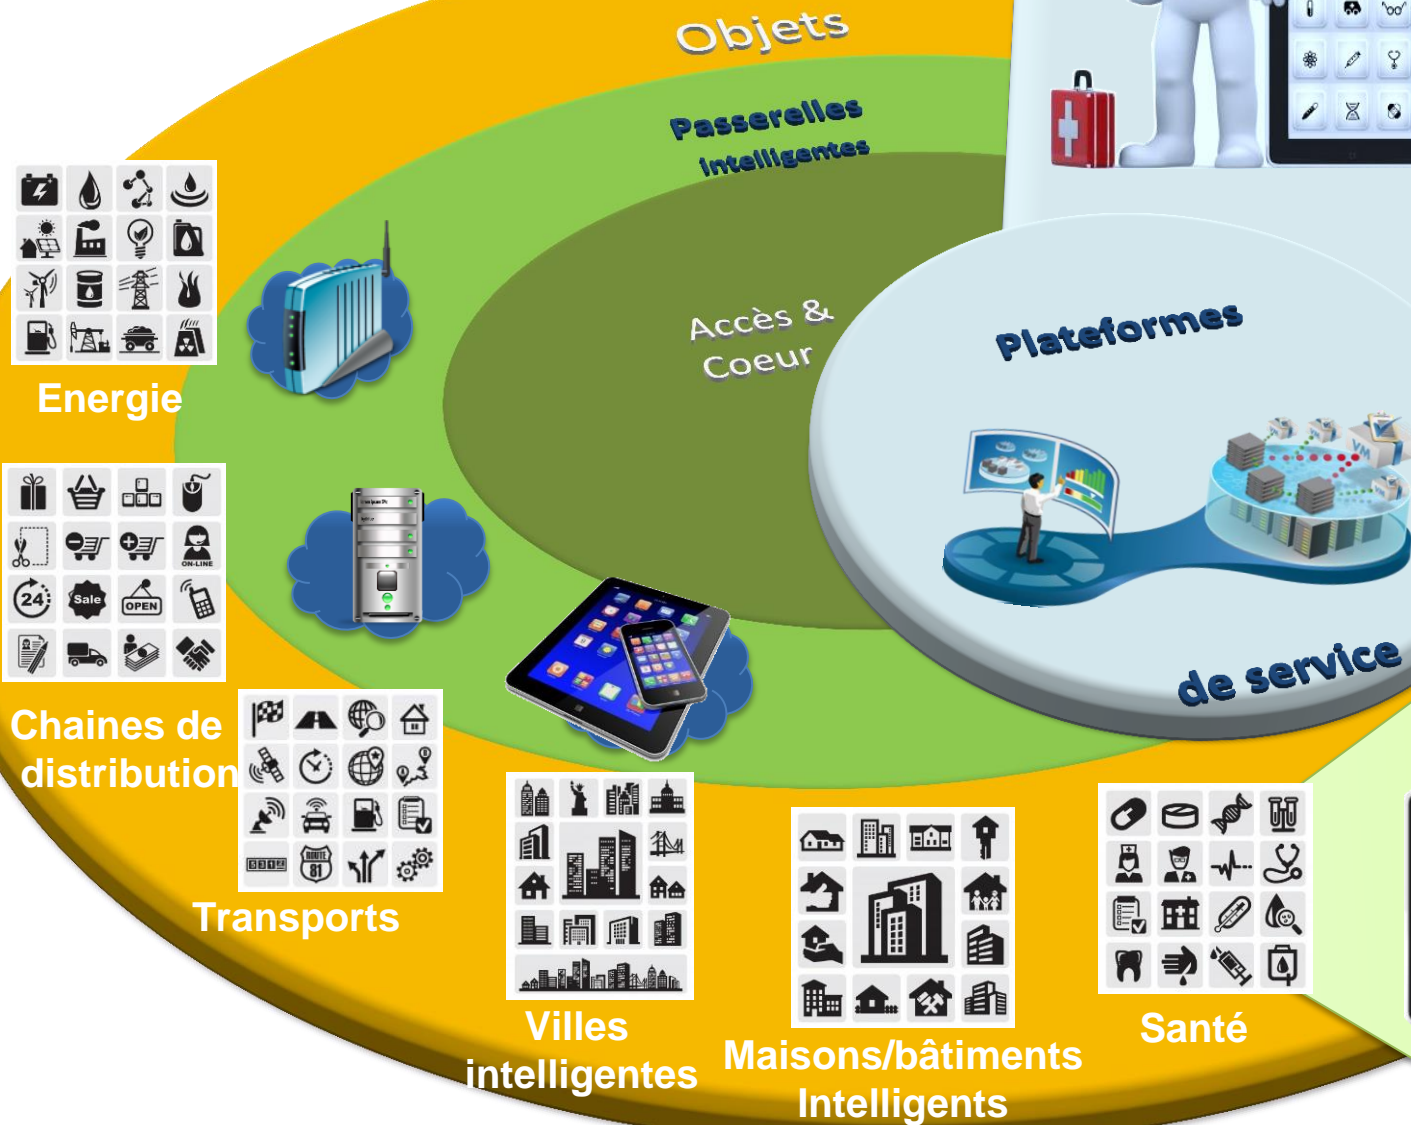 Objets
Passerelles
intelligentes
Accès &
Coeur
Plateformes
VM
de service
Energie
ON-LINE
24
Sale
OPEN
Chaines de
distribution
ROUTE
81
Transports
Villes
intelligentes
Maisons/bâtiments
Intelligents
Santé